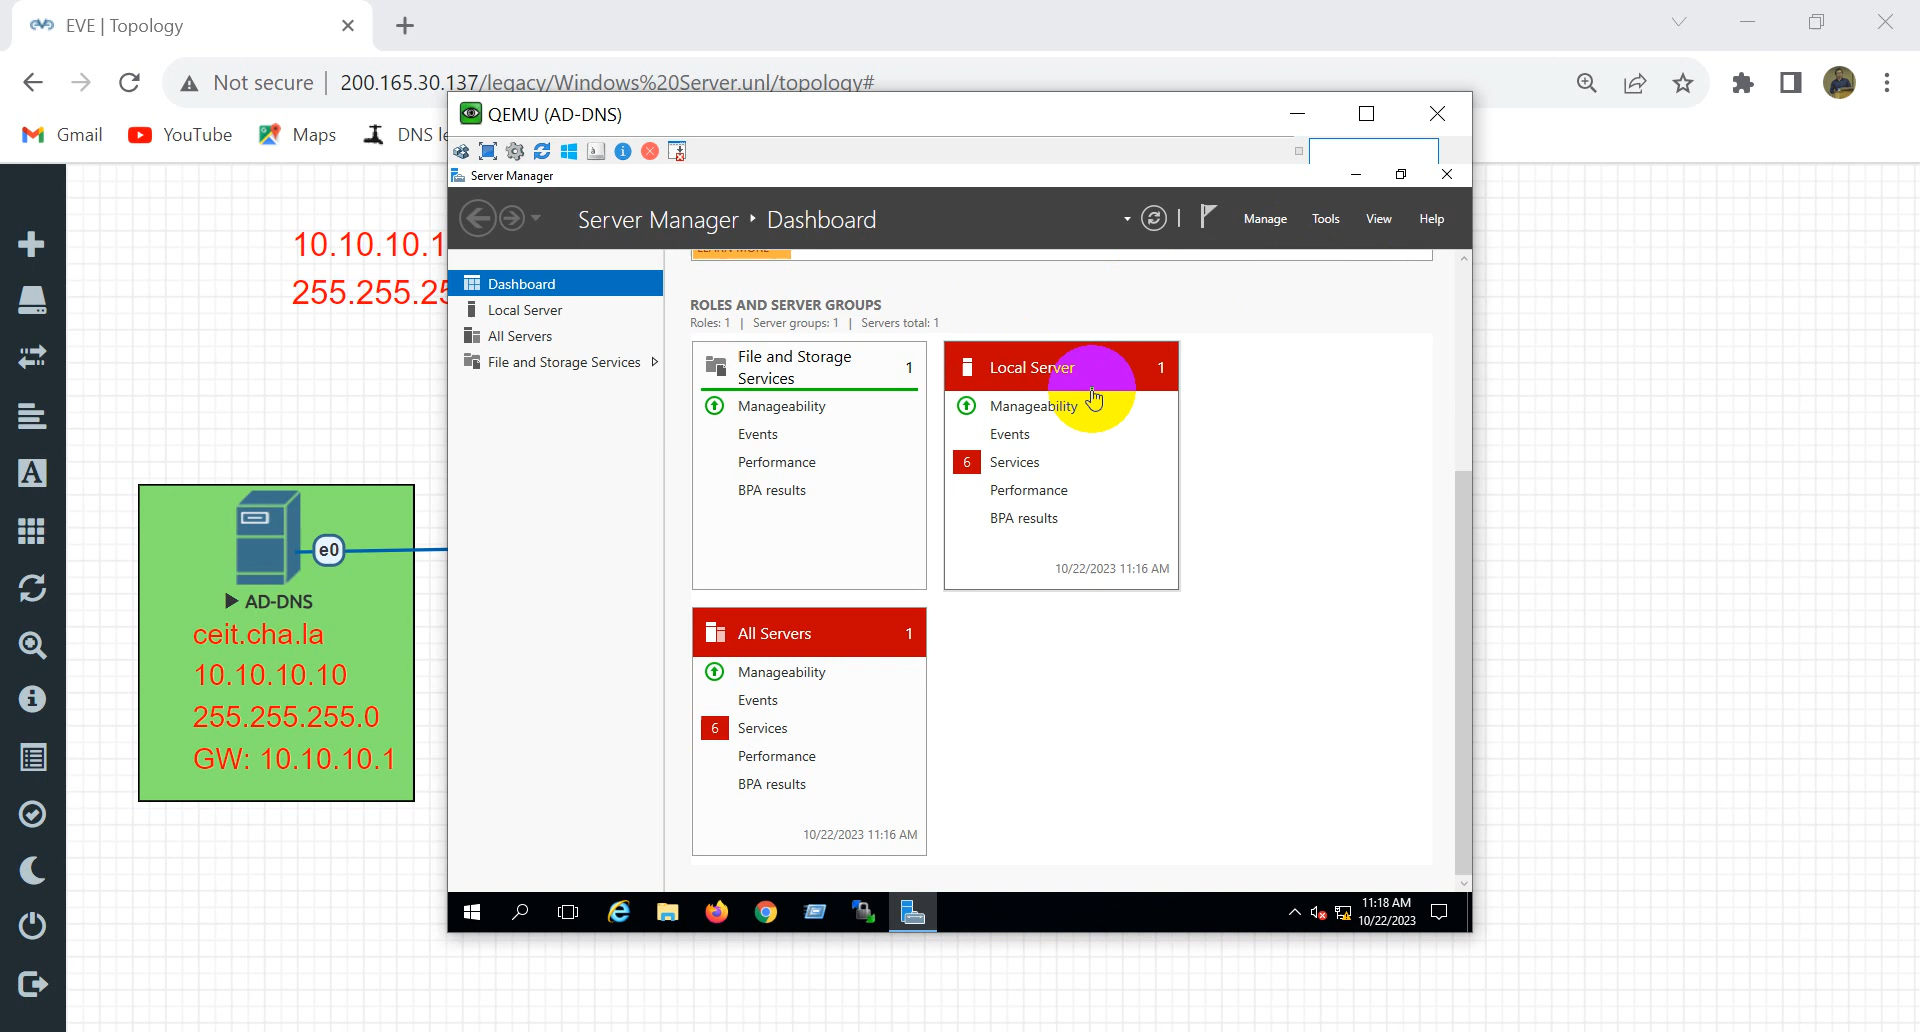 EVE | Topology
Not secure
200.165.30.137/legacy/Windows%20Server.unl/topology#
Gmail
YouTube
Maps
DNS le
QEMU (AD-DNS)
Server Manager
Server Manager
Dashboard
Manage
Tools
View
Help
10.10.10.1
255.255.25
Dashboard
Local Server
All Servers
File and Storage Services
LEARN MORE
ROLES AND SERVER GROUPS
Roles: 1 | Server groups: 1 | Servers total: 1
File and Storage
Services
1
Manageability
Events
Performance
BPA results
Local Server
1
Manageability
Events
6
Services
Performance
BPA results
10/22/2023 11:16 AM
All Servers
1
Manageability
Events
6
Services
Performance
BPA results
10/22/2023 11:16 AM
e0
AD-DNS
ceit.cha.la
10.10.10.10
255.255.255.0
GW: 10.10.10.1
11:18 AM
10/22/2023